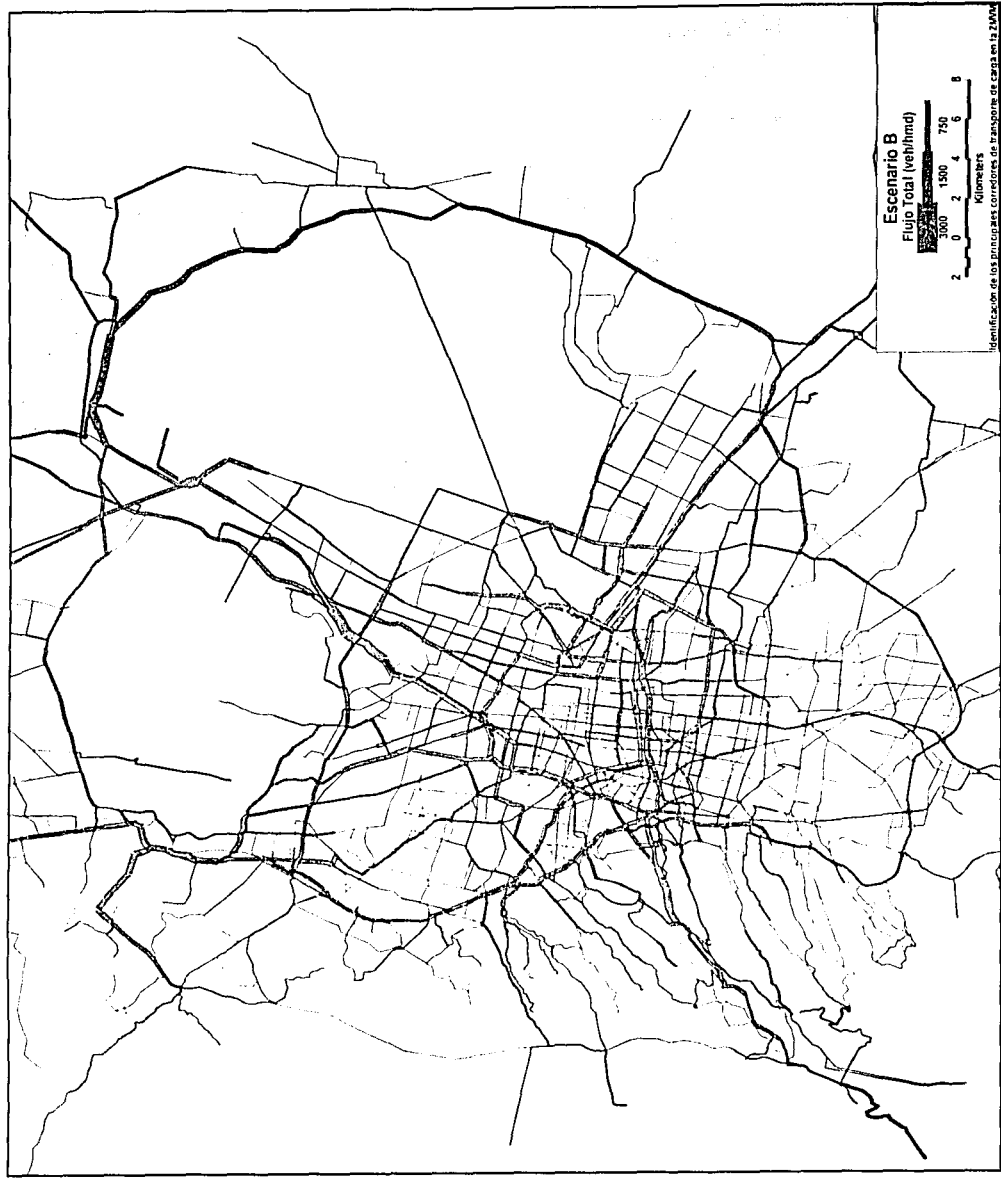 Escenario B
Flujo Total (veh/hmd)
3000 1500 750
2 0 2 4 6 8
Kilometers
Identificación de los principales corredores de transporte de carga en la ZMVM